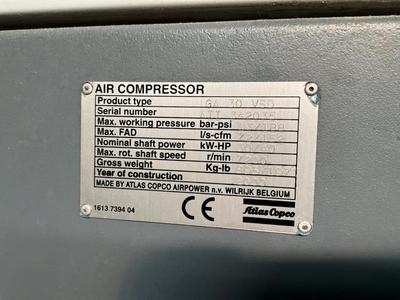 AIR COMPRESSOR
Product type GA 30 VSD
Serial number
Max. working pressure bar-psi
Max. FAD l/s-cfm
Nominal shaft power kW-HP
Max. rot. shaft speed r/min
Gross weight Kg-lb
Year of construction
MADE BY ATLAS COPCO AIRPOWER n.v. WILRIJK BELGIUM
1613 7394 04 CE Atlas Copco